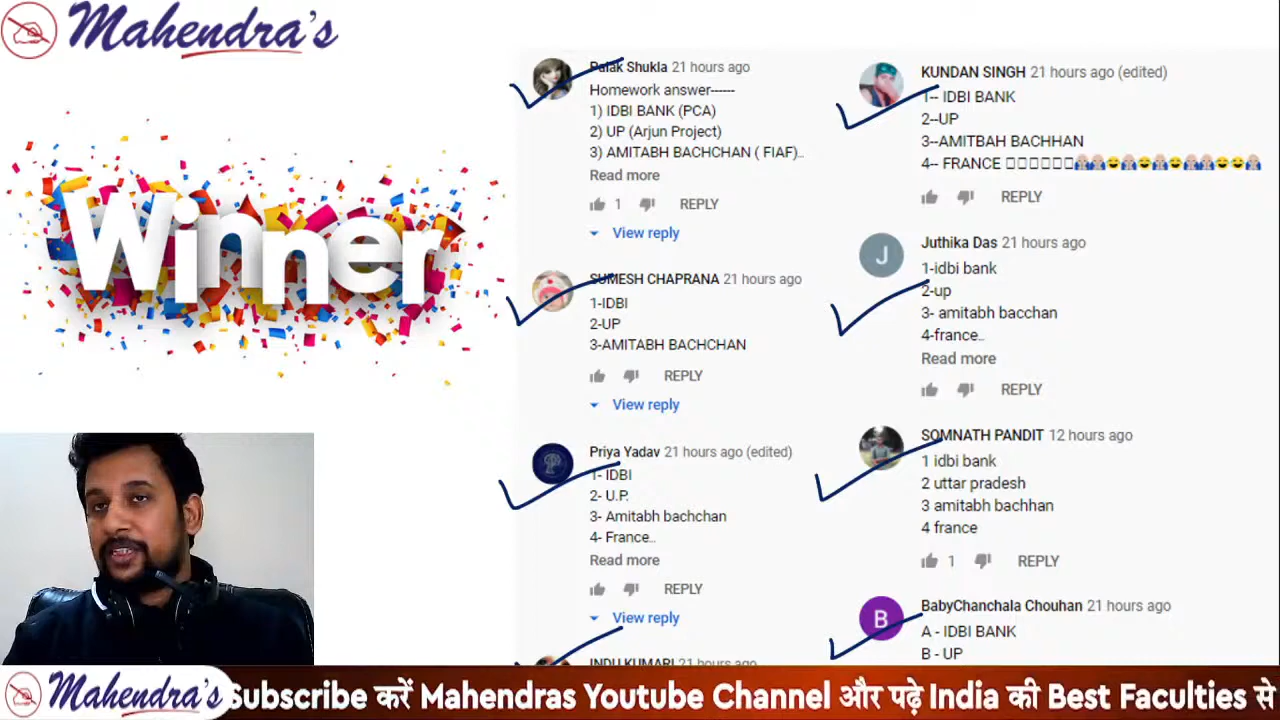 Mahendra's
Winner
Palak Shukla 21 hours ago
Homework answer------
1) IDBI BANK (PCA)
2) UP (Arjun Project)
3) AMITABH BACHCHAN ( FIAF)..
Read more
1 REPLY
View reply
SUMESH CHAPRANA 21 hours ago
1-IDBI
2-UP
3-AMITABH BACHCHAN
REPLY
View reply
Priya Yadav 21 hours ago (edited)
1- IDBI
2- U.P.
3- Amitabh bachchan
4- France..
Read more
REPLY
View reply
INDU KUMARI 21 hours ago
KUNDAN SINGH 21 hours ago (edited)
1-- IDBI BANK
2--UP
3--AMITBAH BACHHAN
4-- FRANCE
REPLY
J
Juthika Das 21 hours ago
1-idbi bank
2-up
3- amitabh bacchan
4-france..
Read more
REPLY
SOMNATH PANDIT 12 hours ago
1 idbi bank
2 uttar pradesh
3 amitabh bachhan
4 france
1 REPLY
B
BabyChanchala Chouhan 21 hours ago
A - IDBI BANK
B - UP
Mahendra's Subscribe करें Mahendras Youtube Channel और पढ़े India की Best Faculties से